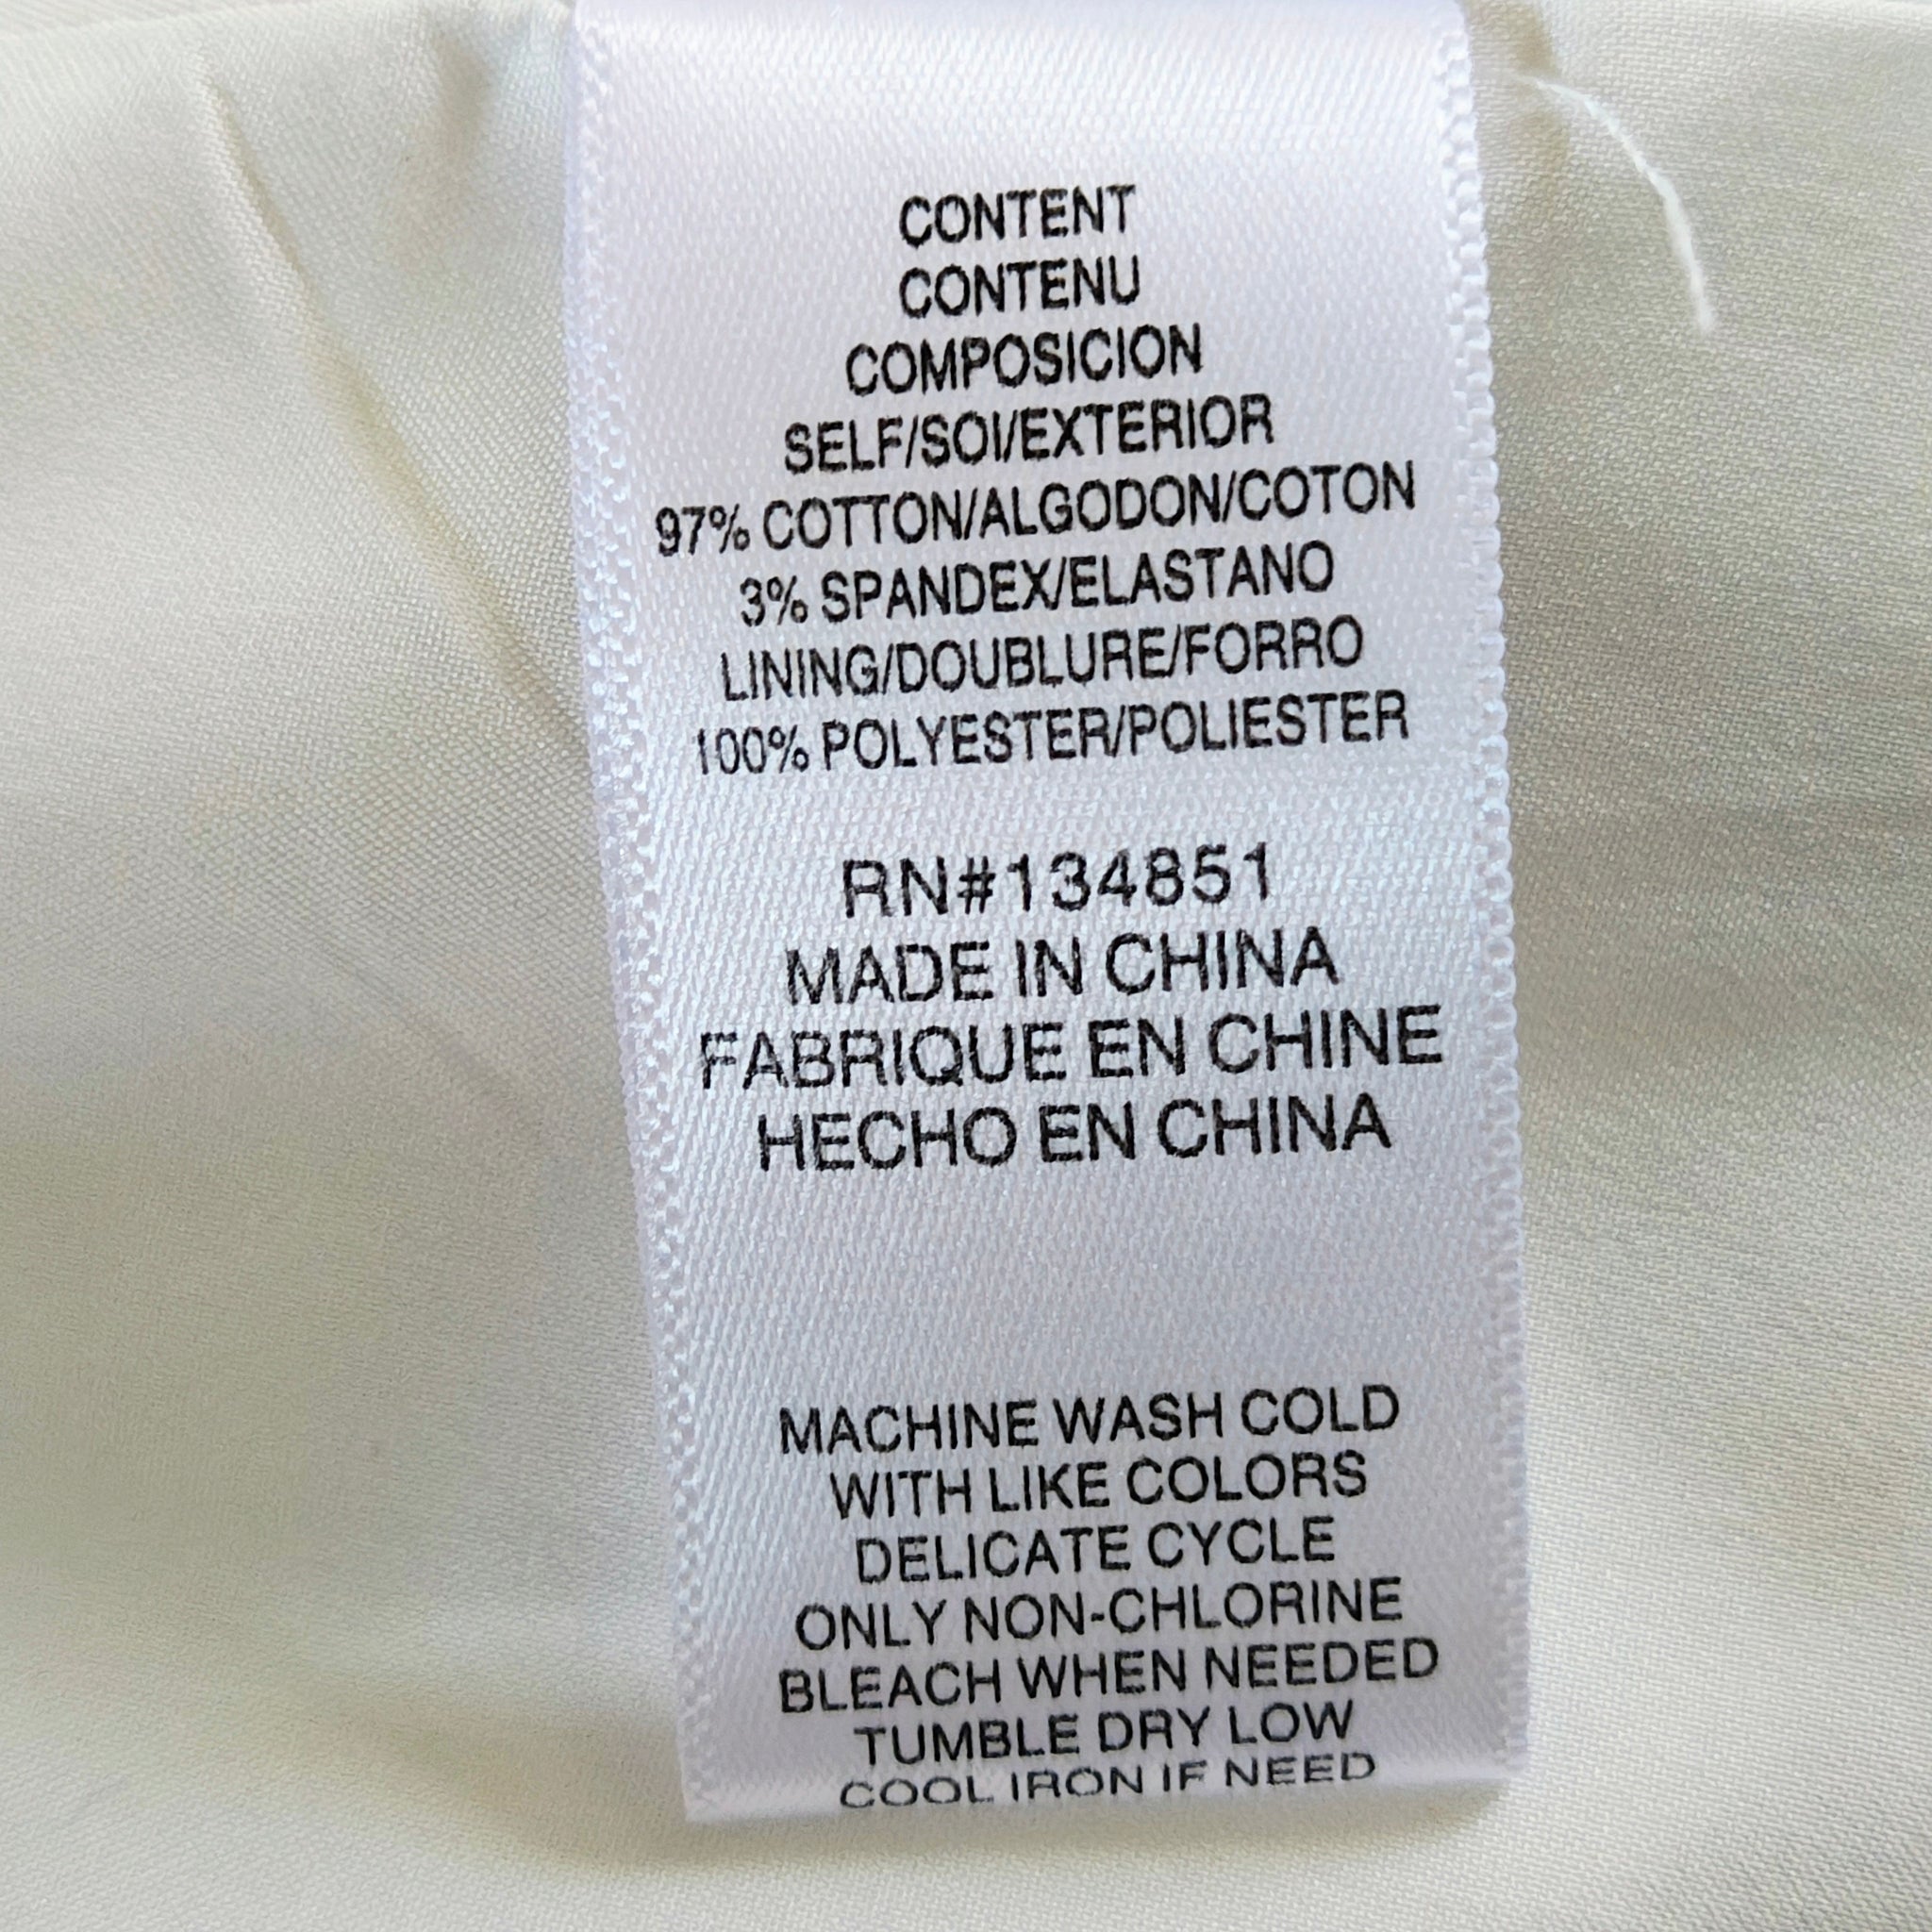 CONTENT
CONTENU
COMPOSICION
SELF/SOI/EXTERIOR
97% COTTON/ALGODON/COTON
3% SPANDEX/ELASTANO
LINING/DOUBLURE/FORRO
100% POLYESTER/POLIESTER
RN#134851
MADE IN CHINA
FABRIQUE EN CHINE
HECHO EN CHINA
MACHINE WASH COLD
WITH LIKE COLORS
DELICATE CYCLE
ONLY NON-CHLORINE
BLEACH WHEN NEEDED
TUMBLE DRY LOW
COOL IRON IF NEED